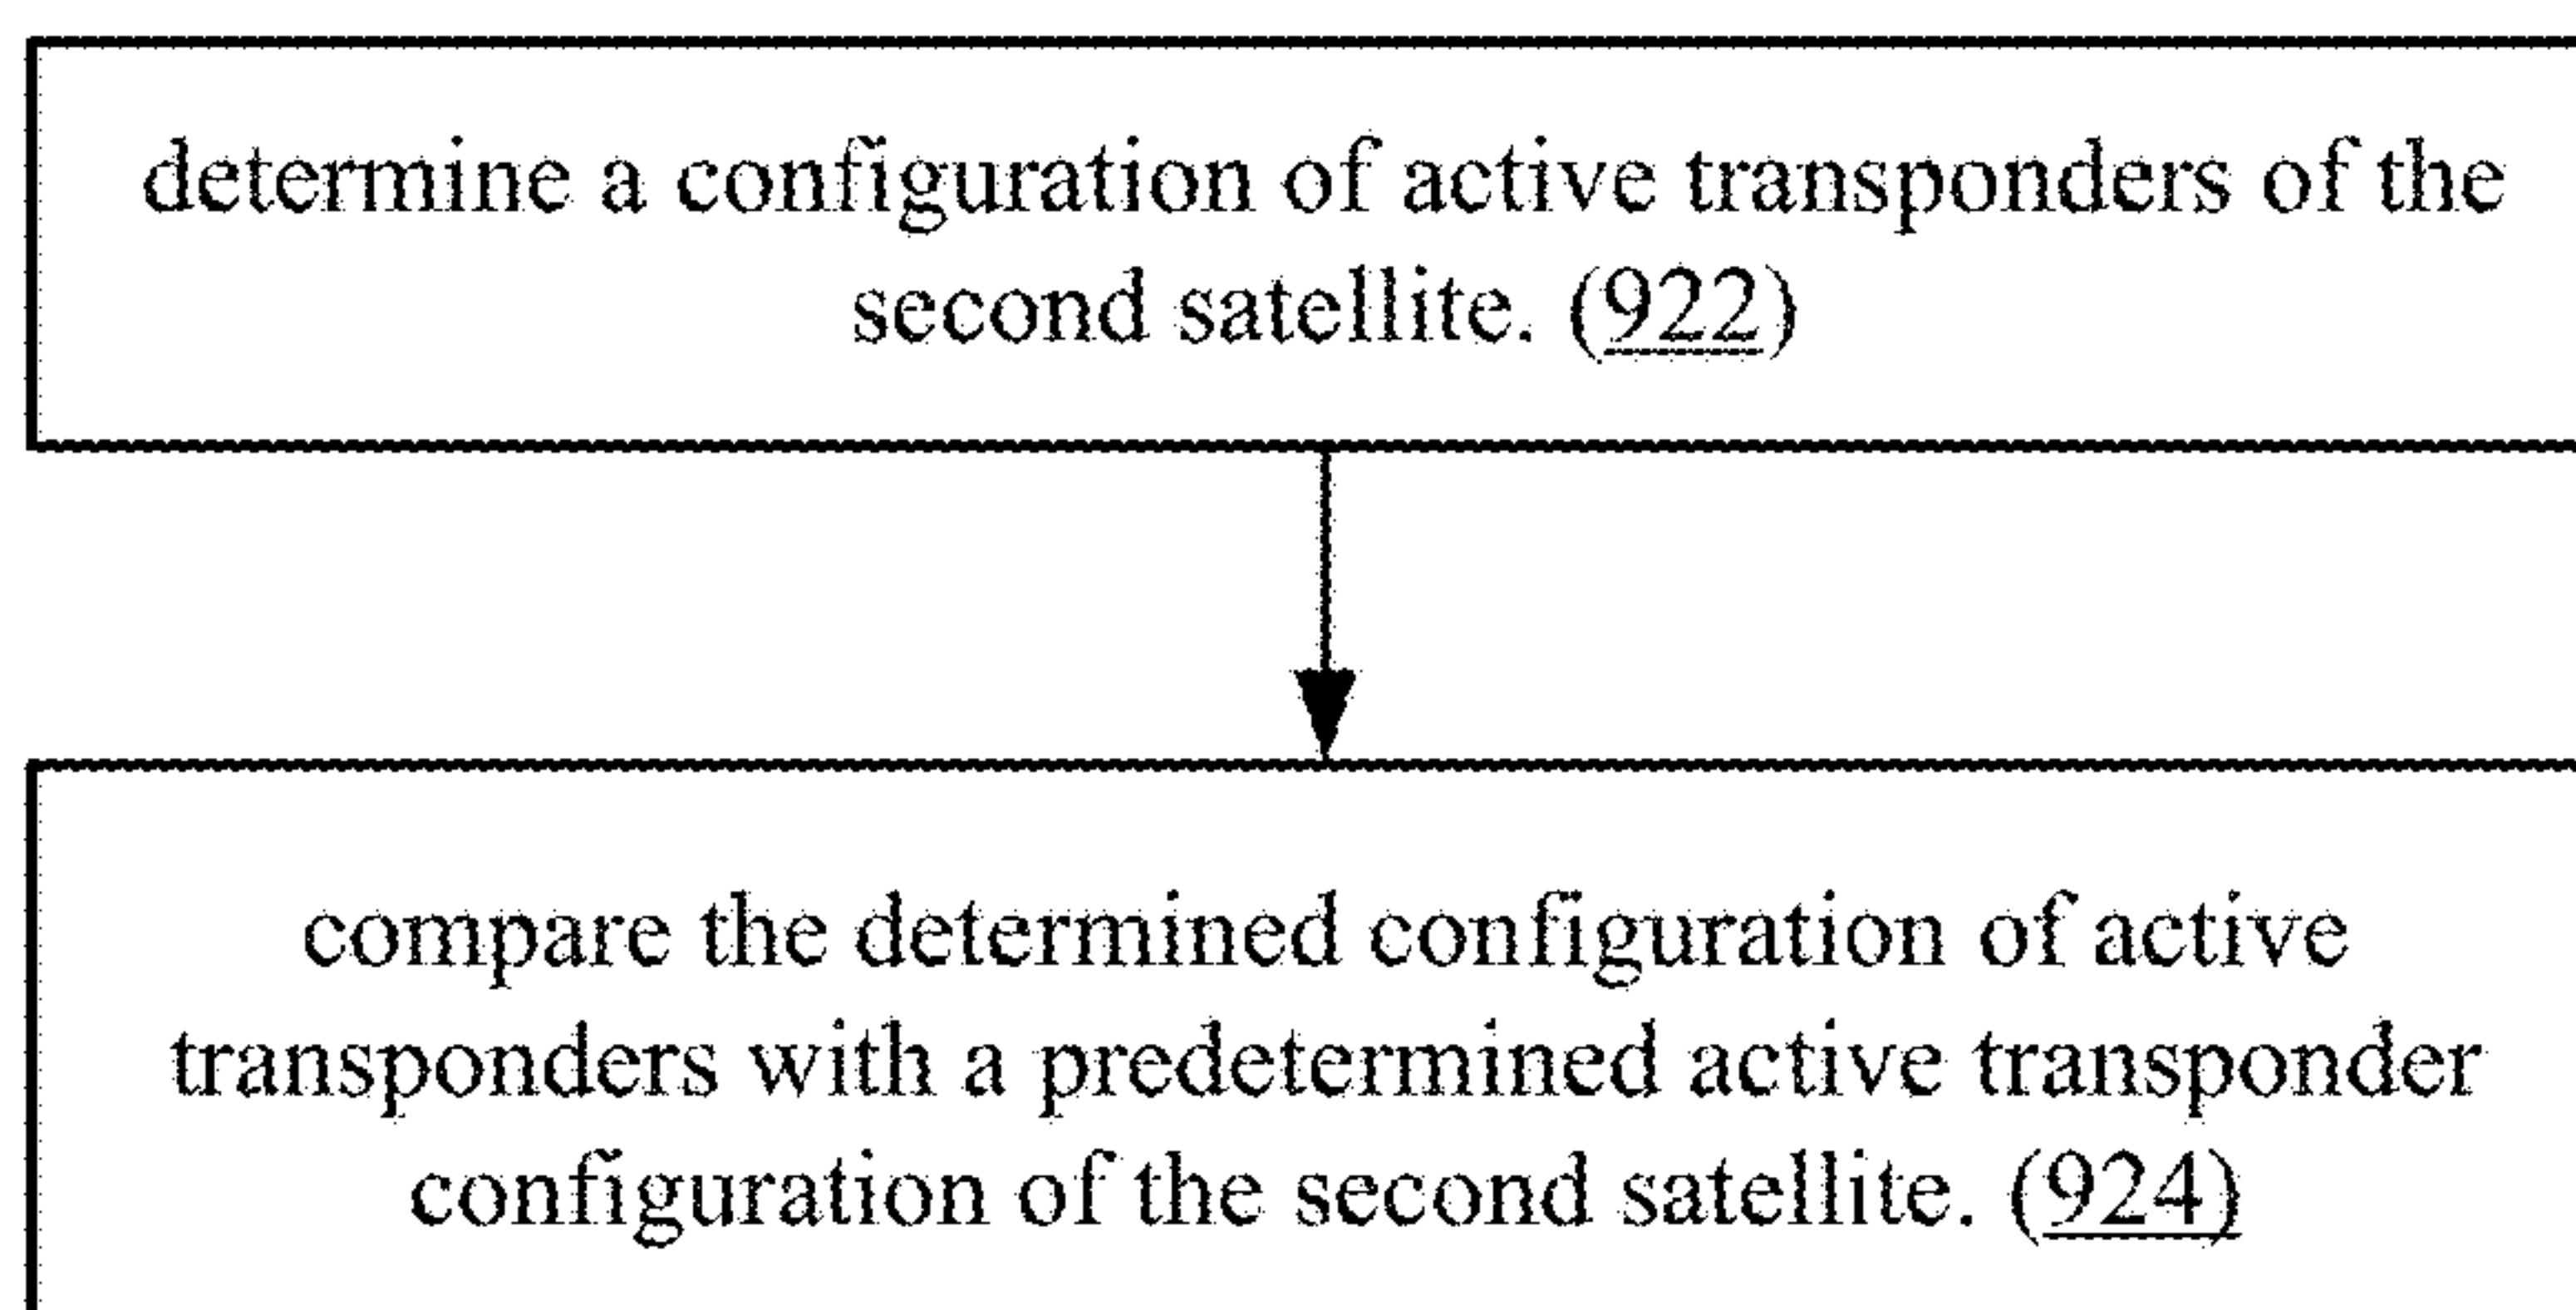 determine a configuration of active transponders of the
second satellite. (922)
compare the determined configuration of active
transponders with a predetermined active transponder
configuration of the second satellite. (924)